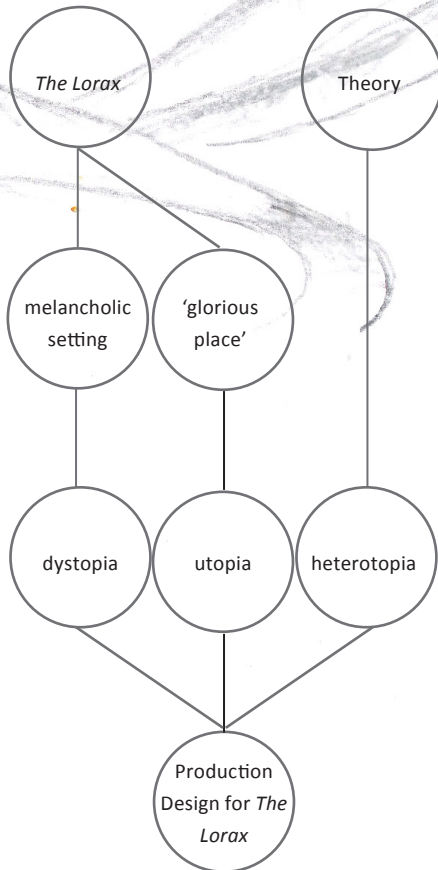 The Lorax
Theory
melancholic
setting
‘glorious
place’
dystopia
utopia
heterotopia
Production
Design for The
Lorax